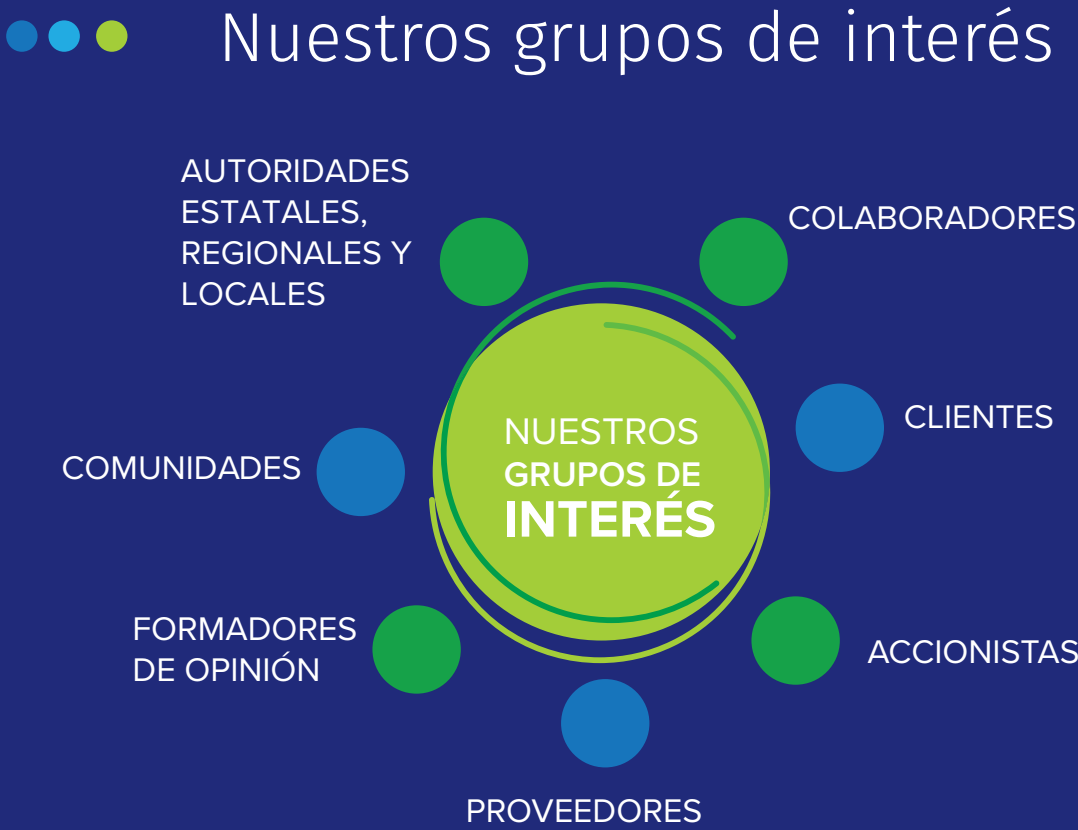 Nuestros grupos de interés
AUTORIDADES
ESTATALES,
REGIONALES Y
LOCALES
COLABORADORES
CLIENTES
COMUNIDADES
NUESTROS
GRUPOS DE
INTERÉS
FORMADORES
DE OPINIÓN
ACCIONISTAS
PROVEEDORES